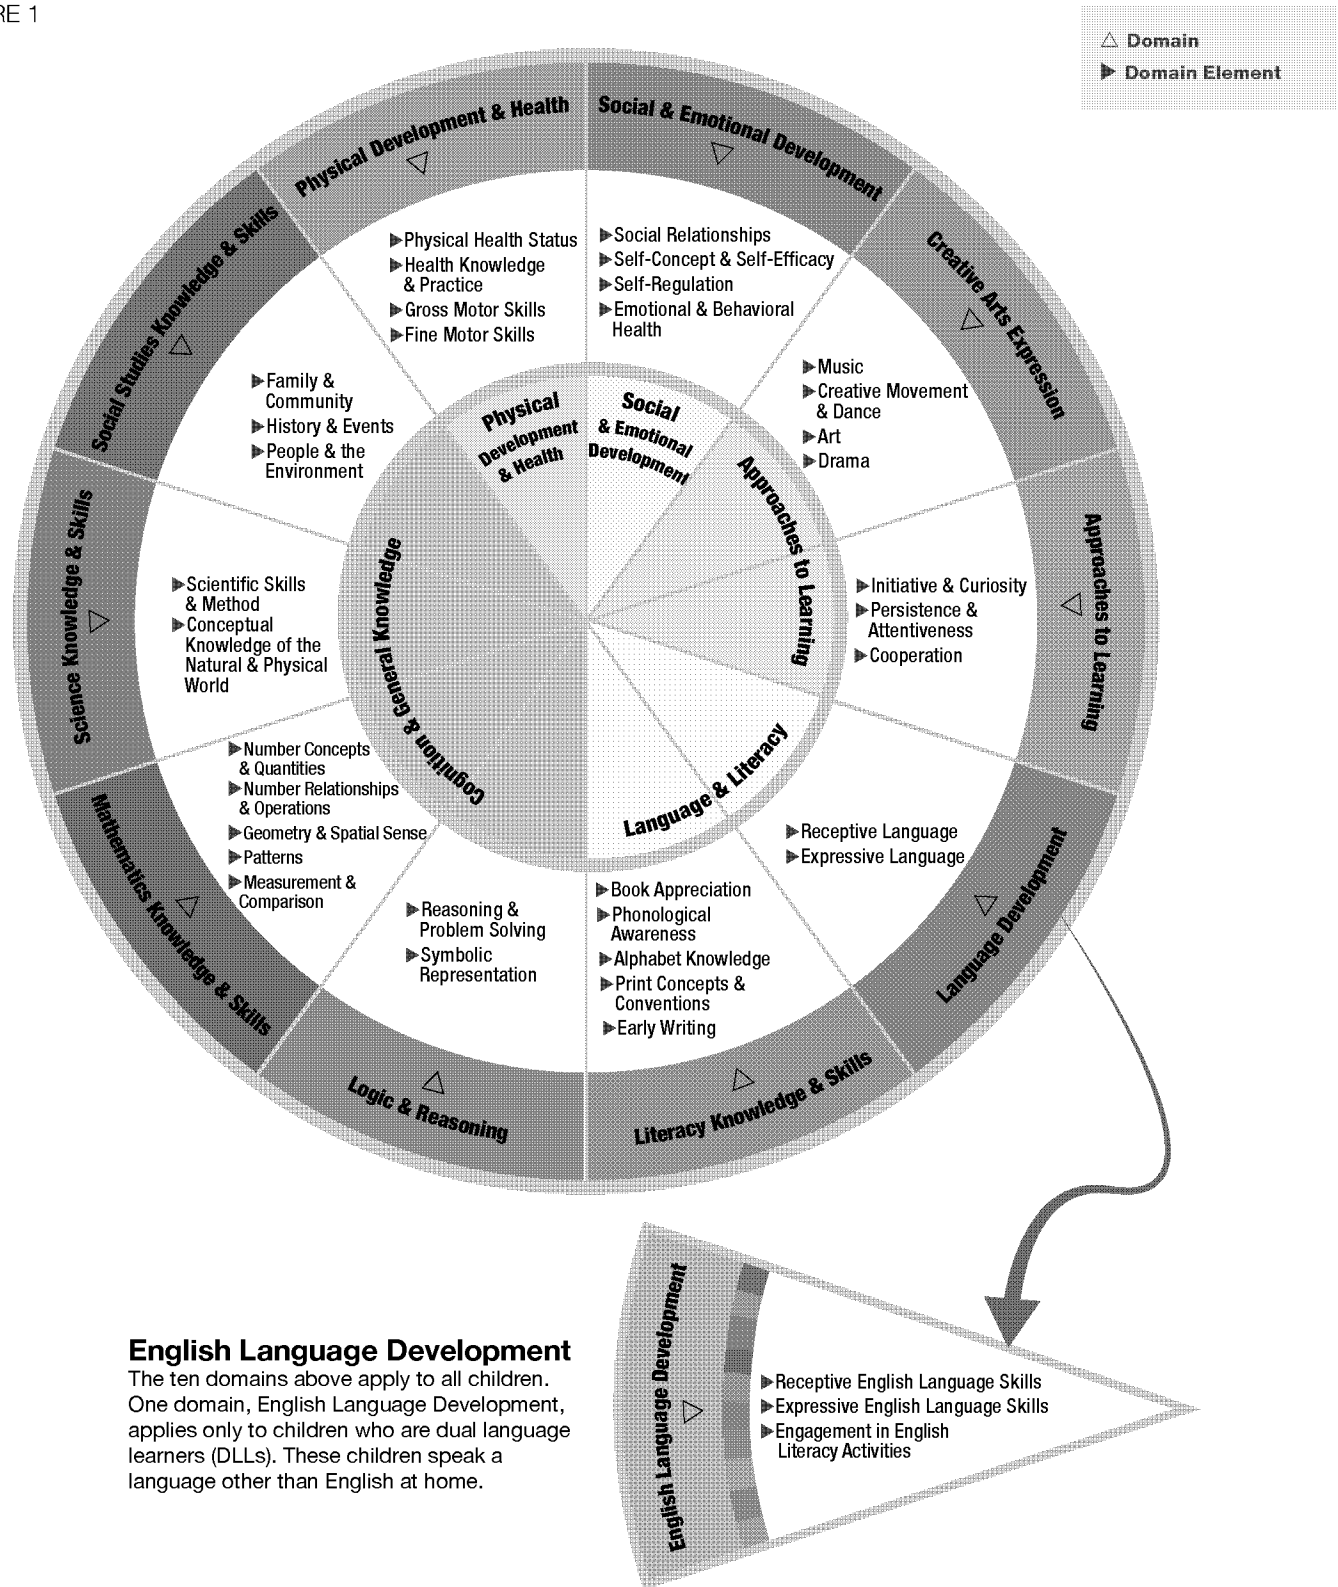 RE 1
Domain
Domain Element
Physical Development & Health
Physical Health Status
Health Knowledge
& Practice
Gross Motor Skills
Fine Motor Skills
Social & Emotional Development
Social Relationships
Self-Concept & Self-Efficacy
Self-Regulation
Emotional & Behavioral
Health
Creative Arts Expression
Music
Creative Movement
& Dance
Art
Drama
Approaches to Learning
Initiative & Curiosity
Persistence &
Attentiveness
Cooperation
Language Development
Receptive Language
Expressive Language
Literacy Knowledge & Skills
Book Appreciation
Phonological
Awareness
Alphabet Knowledge
Print Concepts &
Conventions
Early Writing
Logic & Reasoning
Reasoning &
Problem Solving
Symbolic
Representation
Mathematics Knowledge & Skills
Number Concepts
& Quantities
Number Relationships
& Operations
Geometry & Spatial Sense
Patterns
Measurement &
Comparison
Science Knowledge & Skills
Scientific Skills
& Method
Conceptual
Knowledge of the
Natural & Physical
World
Social Studies Knowledge & Skills
Family &
Community
History & Events
People & the
Environment
Physical
Development
& Health
Social
& Emotional
Development
Approaches to Learning
Language & Literacy
Cognition & General Knowledge
English Language Development
The ten domains above apply to all children.
One domain, English Language Development,
applies only to children who are dual language
learners (DLLs). These children speak a
language other than English at home.
English Language Development
Receptive English Language Skills
Expressive English Language Skills
Engagement in English
Literacy Activities